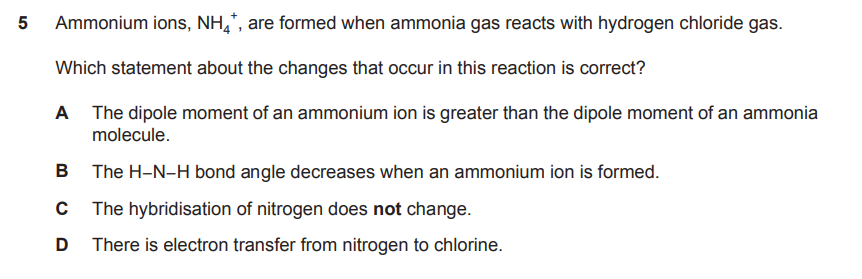 5 Ammonium ions, NH₄⁺, are formed when ammonia gas reacts with hydrogen chloride gas.
Which statement about the changes that occur in this reaction is correct?
A The dipole moment of an ammonium ion is greater than the dipole moment of an ammonia
molecule.
B The H–N–H bond angle decreases when an ammonium ion is formed.
C The hybridisation of nitrogen does not change.
D There is electron transfer from nitrogen to chlorine.